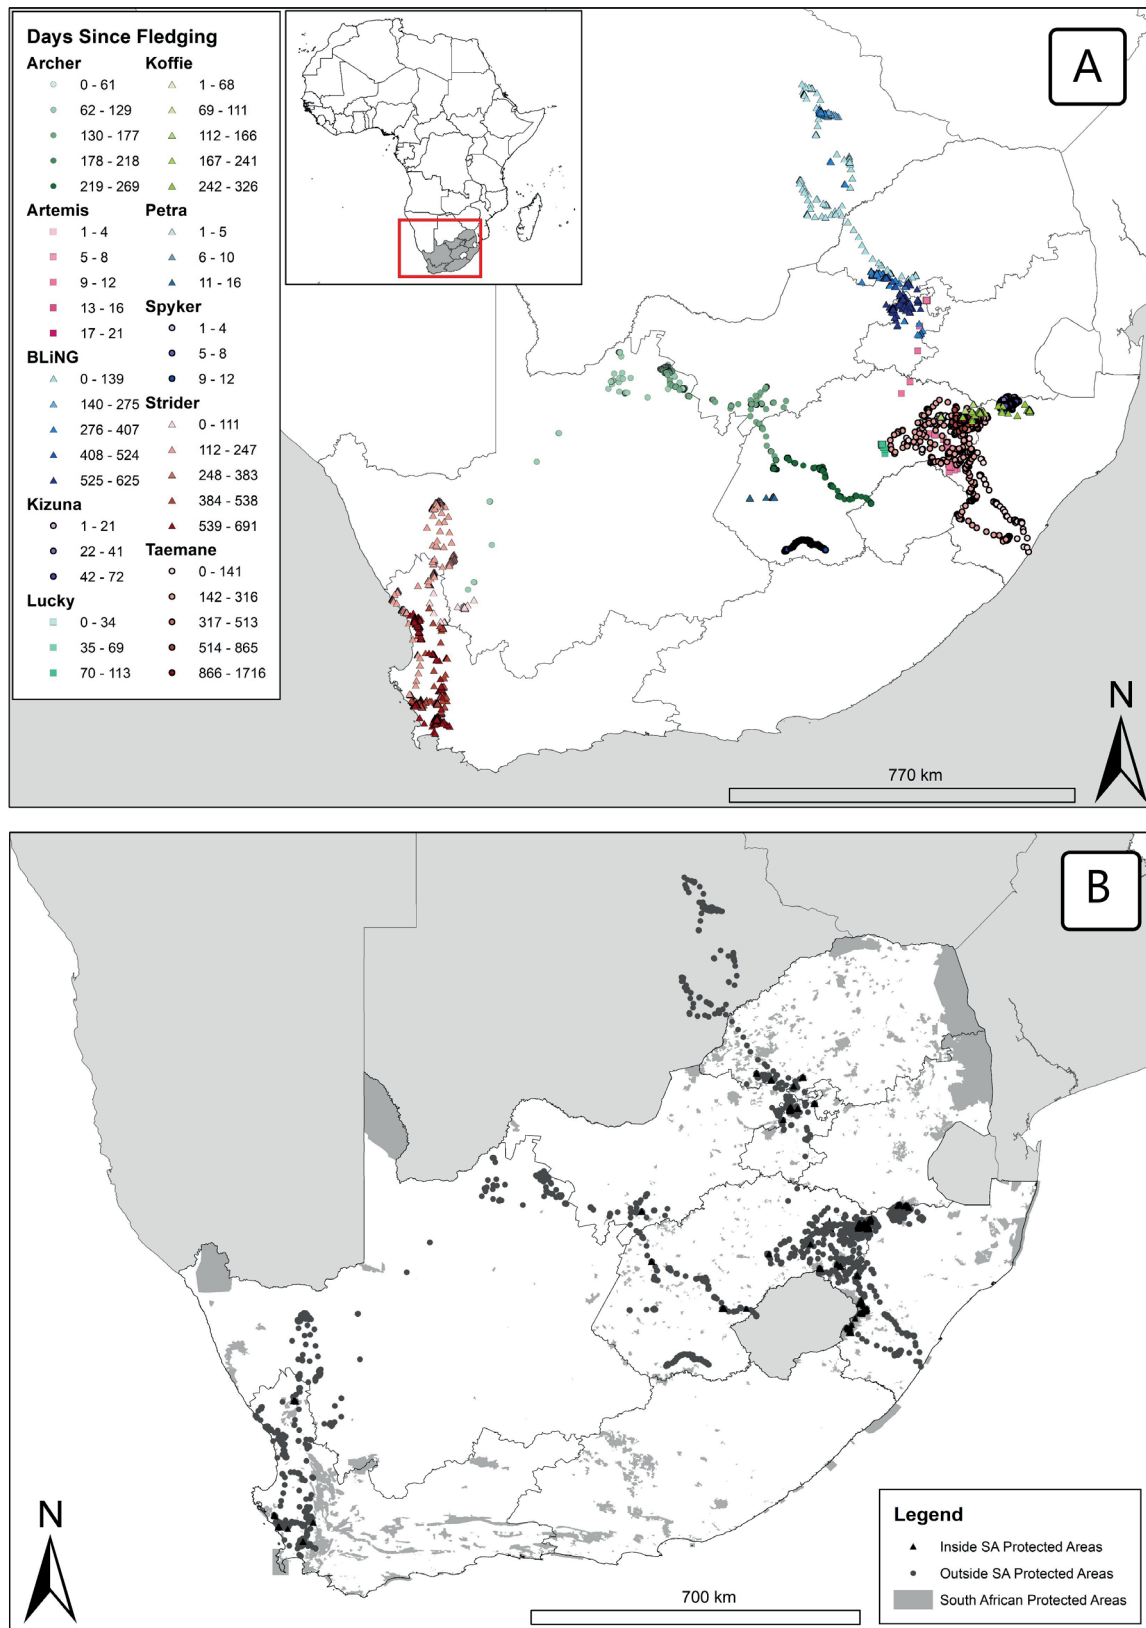 Days Since Fledging
Archer
0 - 61
62 - 129
130 - 177
178 - 218
219 - 269
Artemis
1 - 4
5 - 8
9 - 12
13 - 16
17 - 21
BLiNG
0 - 139
140 - 275
276 - 407
408 - 524
525 - 625
Kizuna
1 - 21
22 - 41
42 - 72
Lucky
0 - 34
35 - 69
70 - 113
Koffie
1 - 68
69 - 111
112 - 166
167 - 241
242 - 326
Petra
1 - 5
6 - 10
11 - 16
Spyker
1 - 4
5 - 8
9 - 12
Strider
0 - 111
112 - 247
248 - 383
384 - 538
539 - 691
Taemane
0 - 141
142 - 316
317 - 513
514 - 865
866 - 1716
A
N
770 km
B
N
700 km
Legend
Inside SA Protected Areas
Outside SA Protected Areas
South African Protected Areas